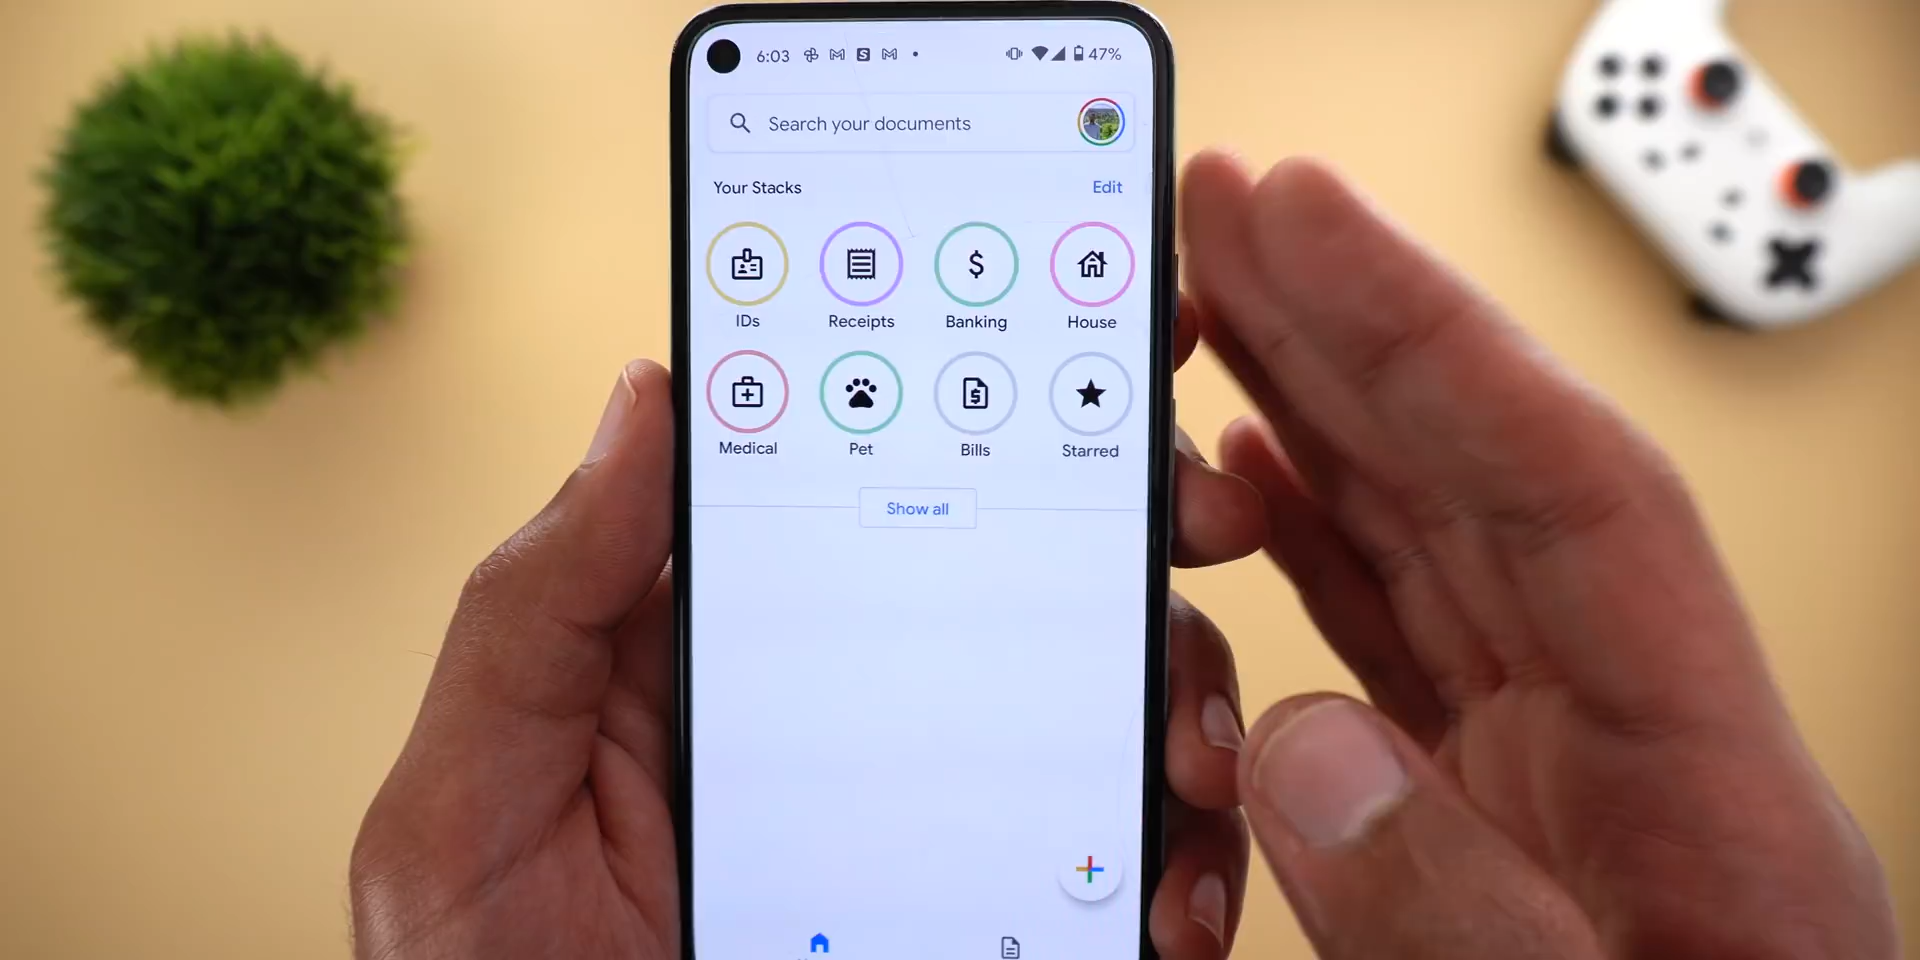 6:03 47%
Search your documents
Your Stacks Edit
IDs Receipts Banking House
Medical Pet Bills Starred
Show all